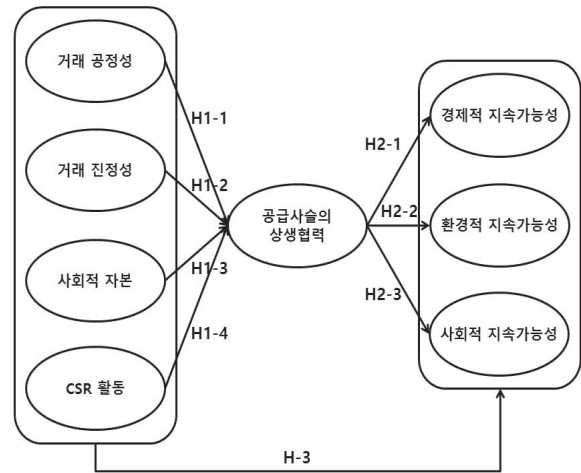 거래 공정성
거래 진정성
사회적 자본
CSR 활동
H1-1
H1-2
H1-3
H1-4
공급사슬의
상생협력
H2-1
H2-2
H2-3
경제적 지속가능성
환경적 지속가능성
사회적 지속가능성
H-3